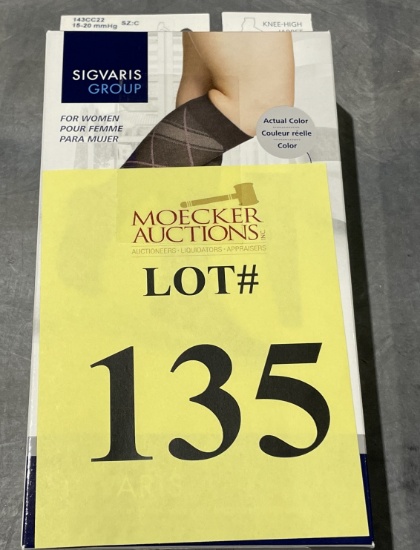 143CC22
15-20 mmHg SZ:C
KNEE-HIGH
SIGVARIS
GROUP
FOR WOMEN
POUR FEMME
PARA MUJER
Actual Color
Couleur réelle
Color
MOECKER
AUCTIONS INC
AUCTIONEERS · LIQUIDATORS · APPRAISERS
LOT#
135